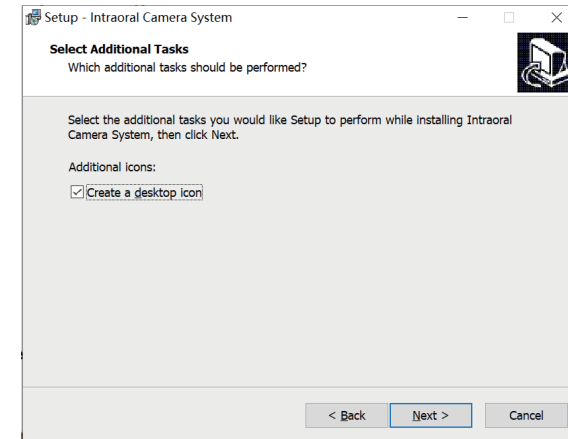 Setup - Intraoral Camera System
Select Additional Tasks
Which additional tasks should be performed?
Select the additional tasks you would like Setup to perform while installing Intraoral
Camera System, then click Next.
Additional icons:
Create a desktop icon
< Back
Next >
Cancel